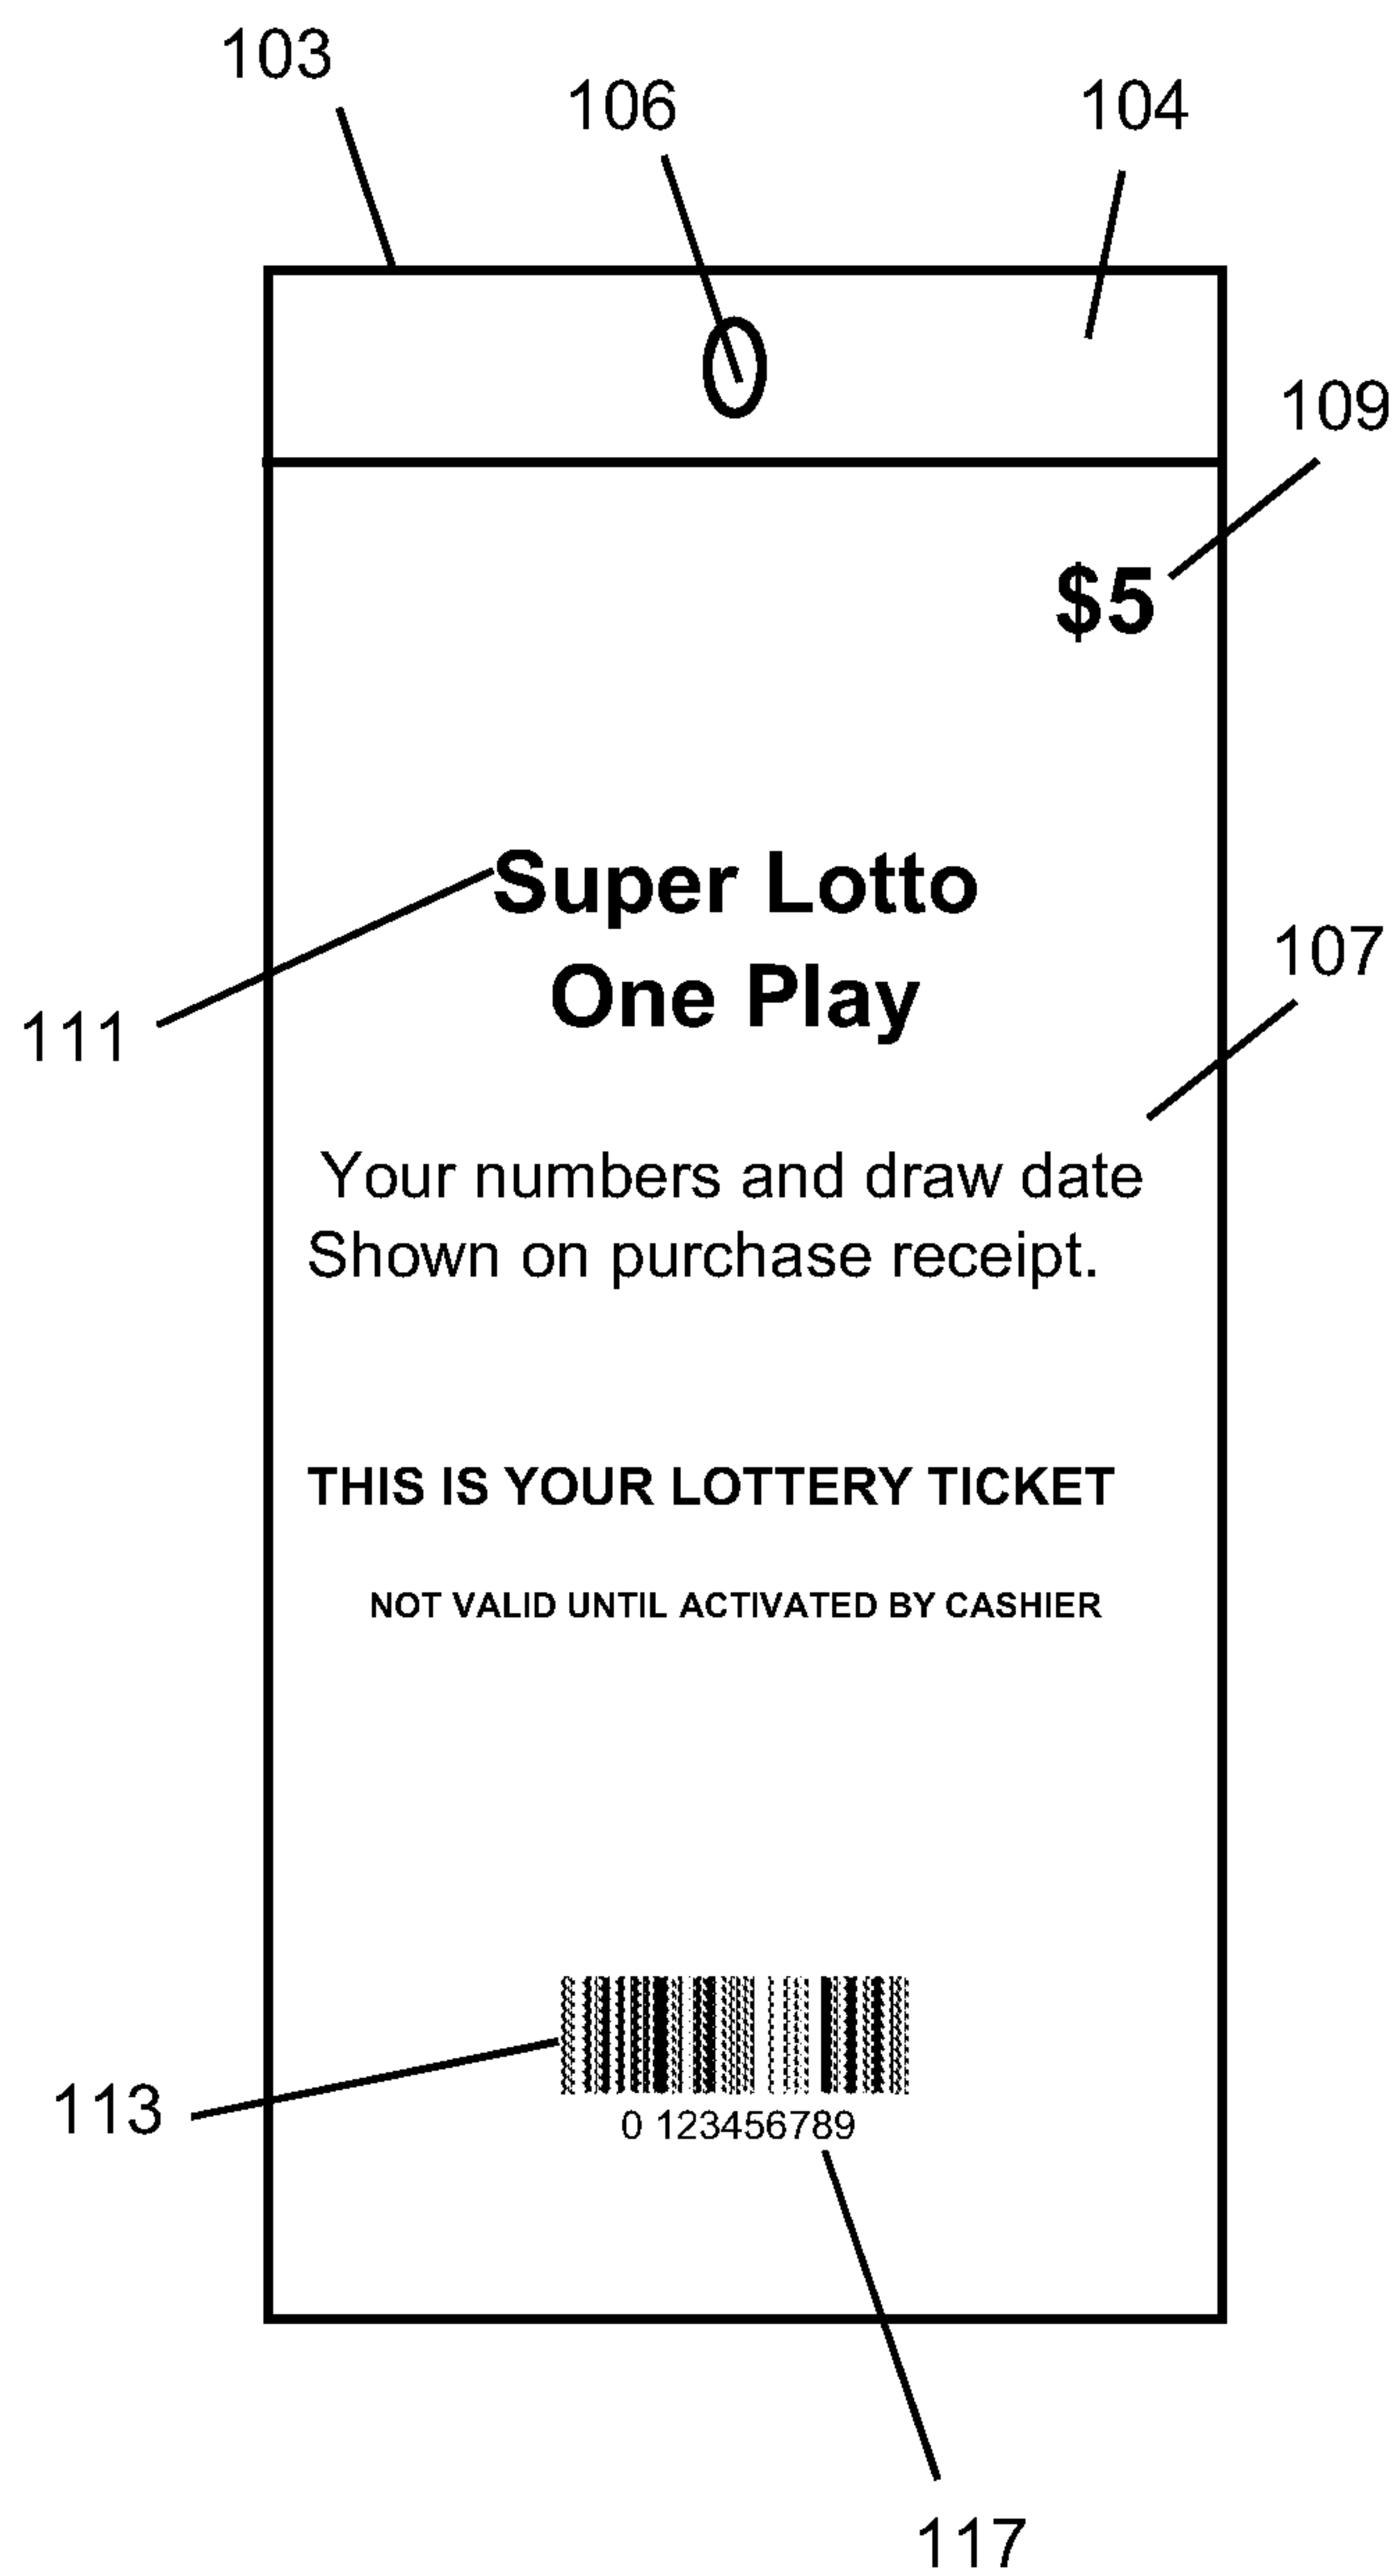 103
106
104
109
$5
Super Lotto
One Play
111
107
Your numbers and draw date
Shown on purchase receipt.
THIS IS YOUR LOTTERY TICKET
NOT VALID UNTIL ACTIVATED BY CASHIER
113
0 123456789
117